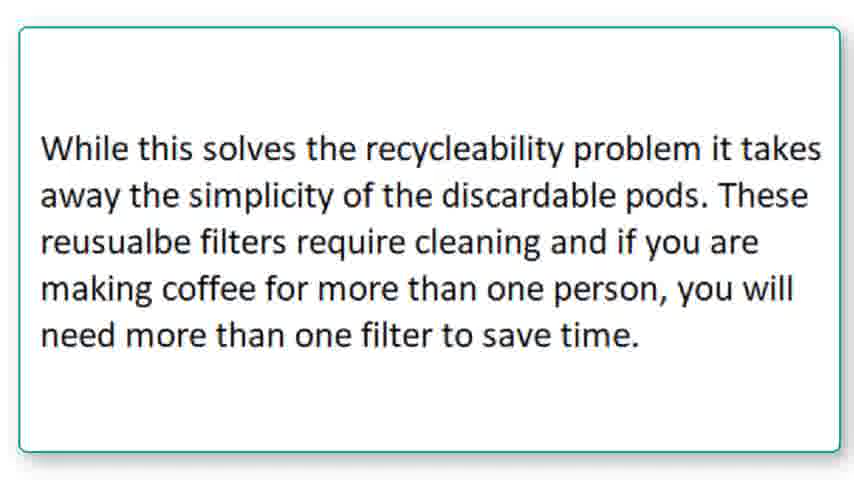 While this solves the recycleability problem it takes
away the simplicity of the discardable pods. These
reusualbe filters require cleaning and if you are
making coffee for more than one person, you will
need more than one filter to save time.